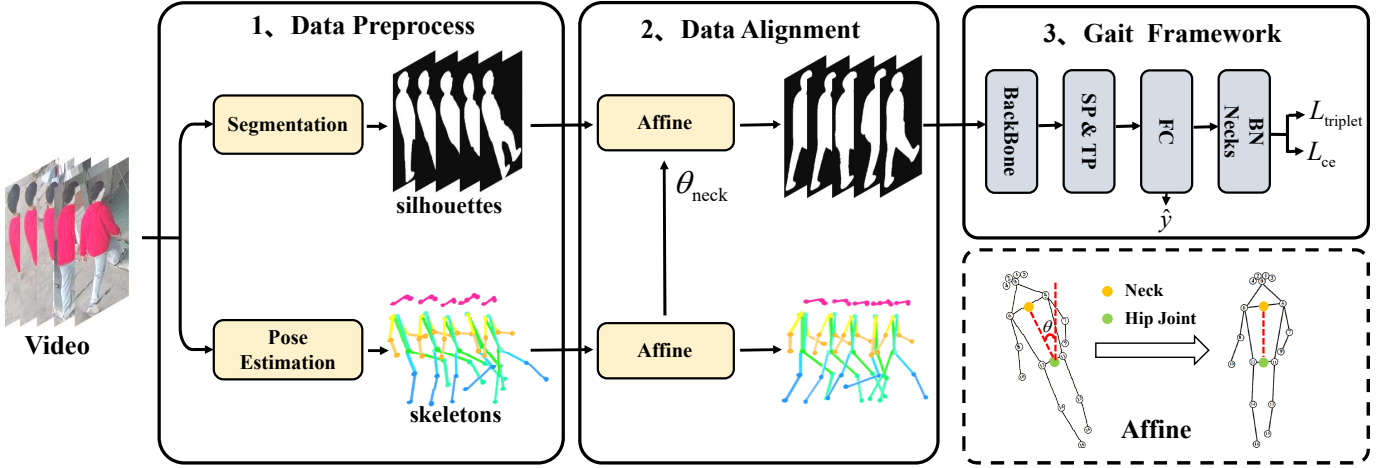 1、Data Preprocess
2、Data Alignment
3、Gait Framework
Video
Segmentation
silhouettes
Pose
Estimation
skeletons
Affine
θneck
Affine
BackBone
SP & TP
FC
BN
Necks
Ltriplet
Lce
ŷ
Neck
Hip Joint
θ
Affine